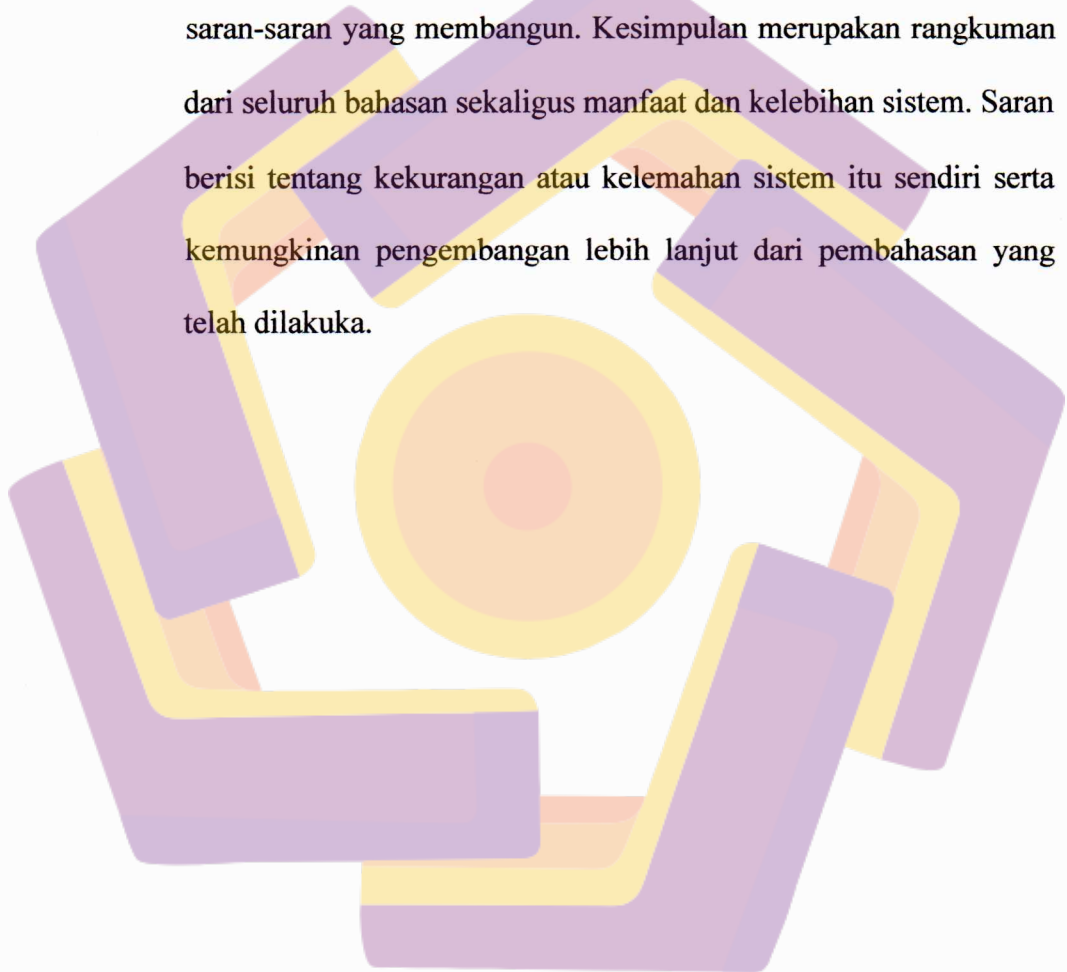 saran-saran yang membangun. Kesimpulan merupakan rangkuman
dari seluruh bahasan sekaligus manfaat dan kelebihan sistem. Saran
berisi tentang kekurangan atau kelemahan sistem itu sendiri serta
kemungkinan pengembangan lebih lanjut dari pembahasan yang
telah dilakuka.